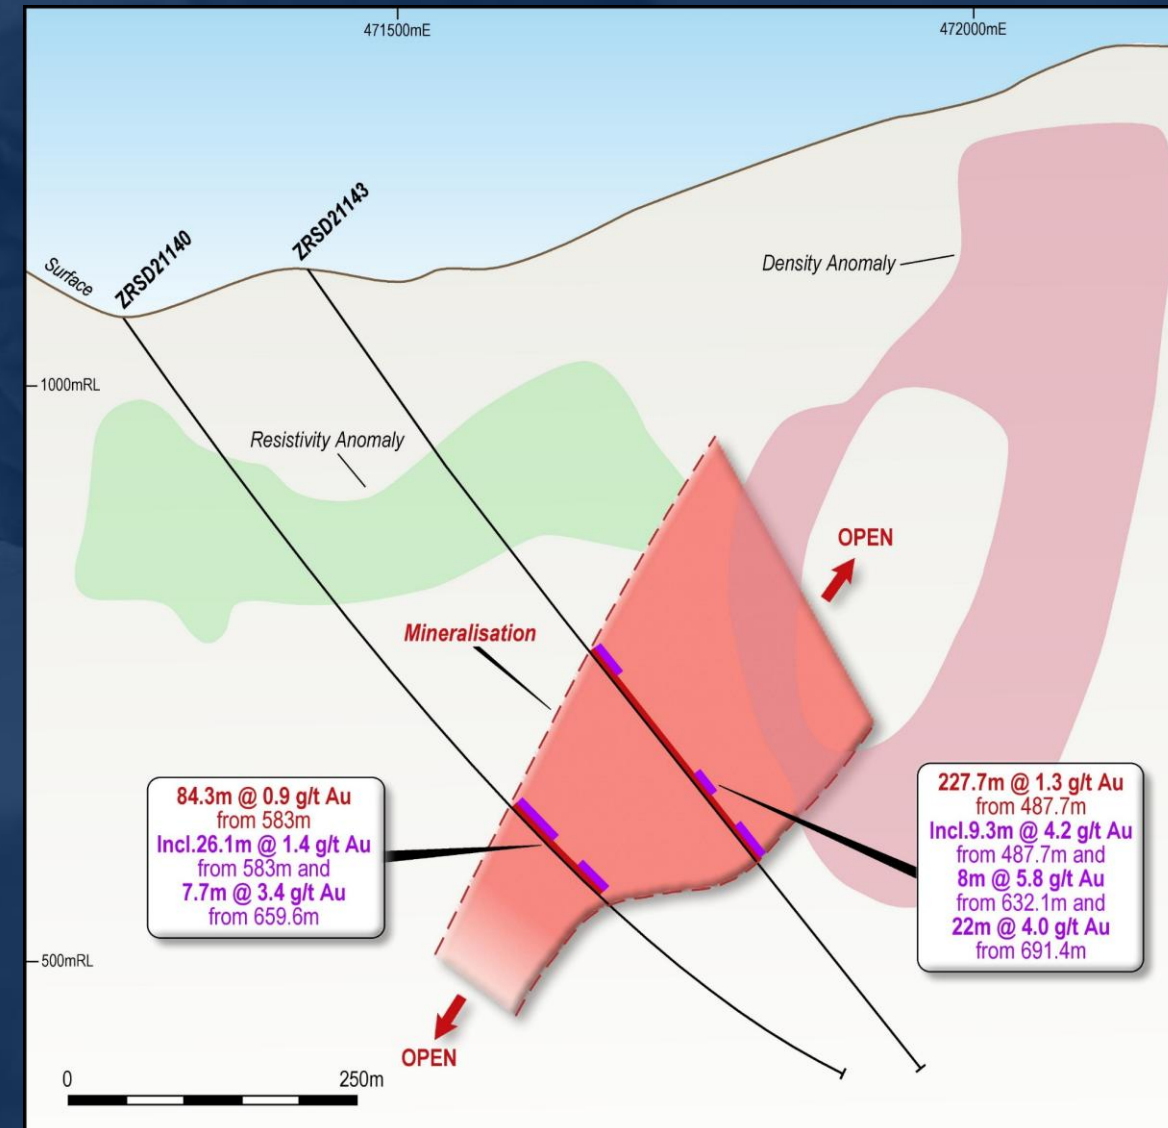 471500mE
472000mE
ZRSD21140
ZRSD21143
Surface
Density Anomaly
1000mRL
Resistivity Anomaly
OPEN
Mineralisation
84.3m @ 0.9 g/t Au
from 583m
Incl.26.1m @ 1.4 g/t Au
from 583m and
7.7m @ 3.4 g/t Au
from 659.6m
227.7m @ 1.3 g/t Au
from 487.7m
Incl.9.3m @ 4.2 g/t Au
from 487.7m and
8m @ 5.8 g/t Au
from 632.1m and
22m @ 4.0 g/t Au
from 691.4m
500mRL
OPEN
0
250m